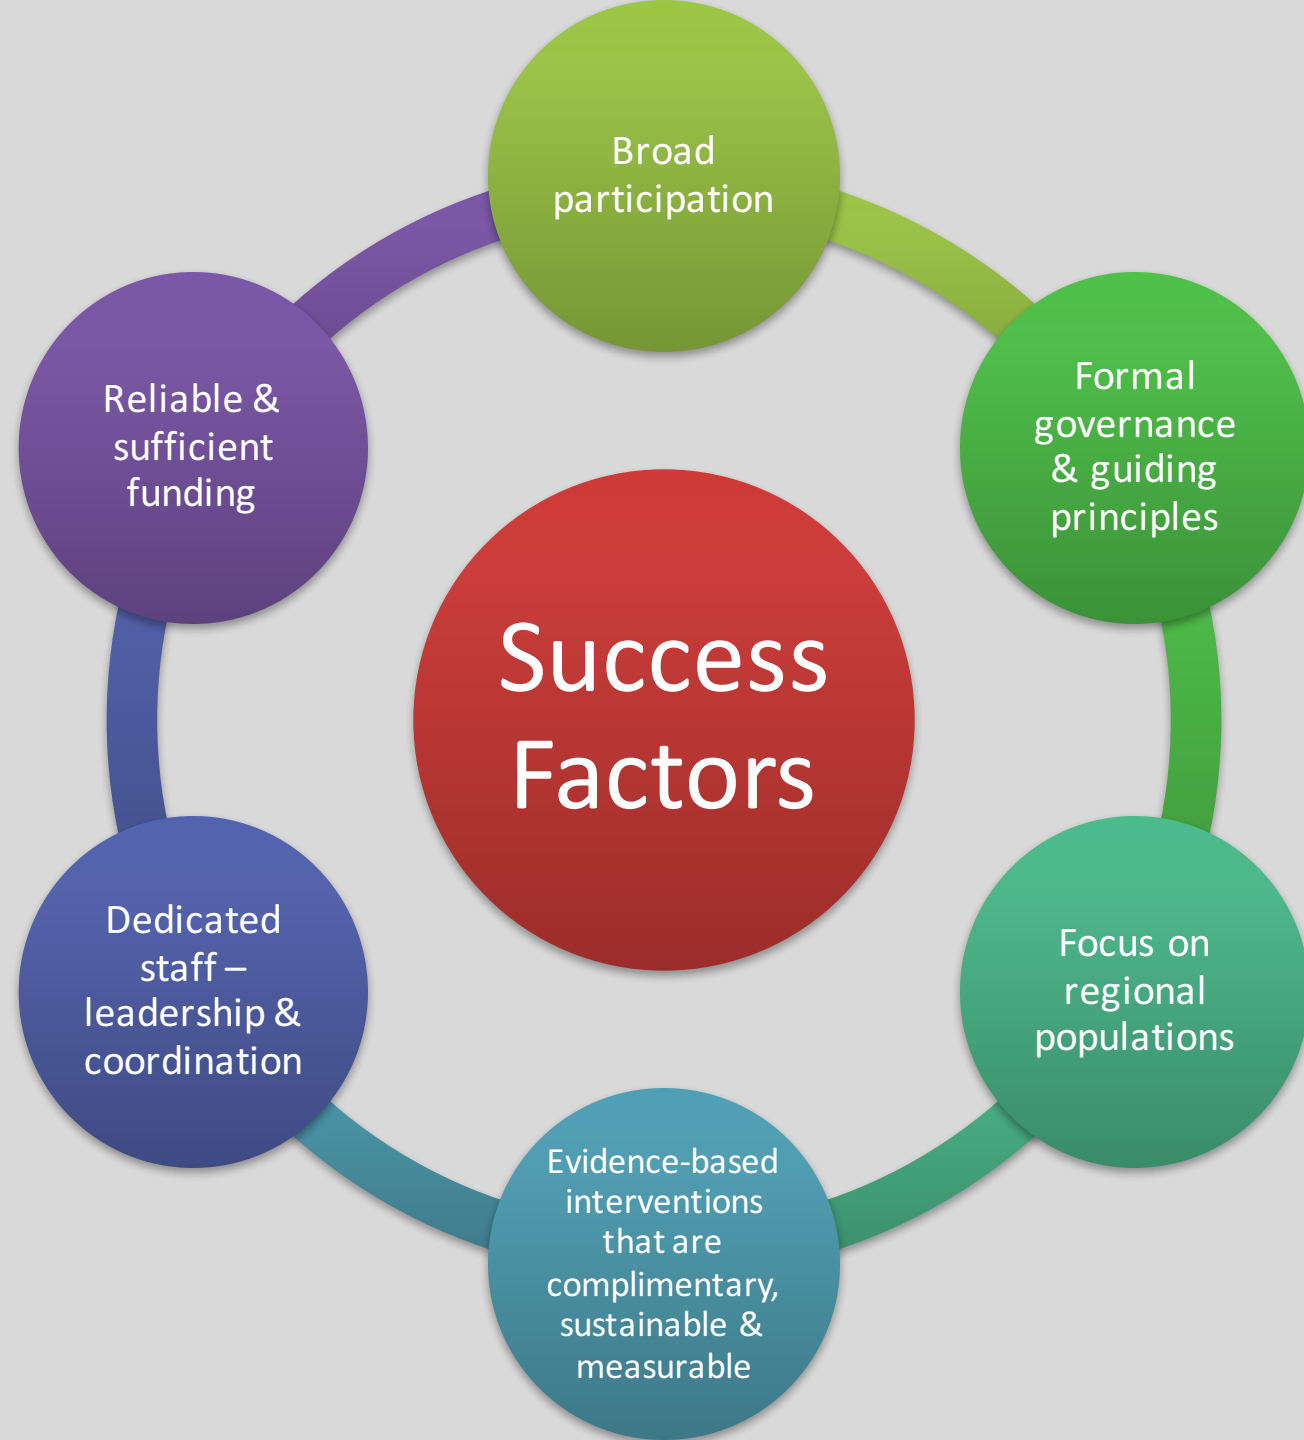 Broad
participation
Formal
governance
& guiding
principles
Focus on
regional
populations
Evidence-based
interventions
that are
complimentary,
sustainable &
measurable
Dedicated
staff –
leadership &
coordination
Reliable &
sufficient
funding
Success
Factors